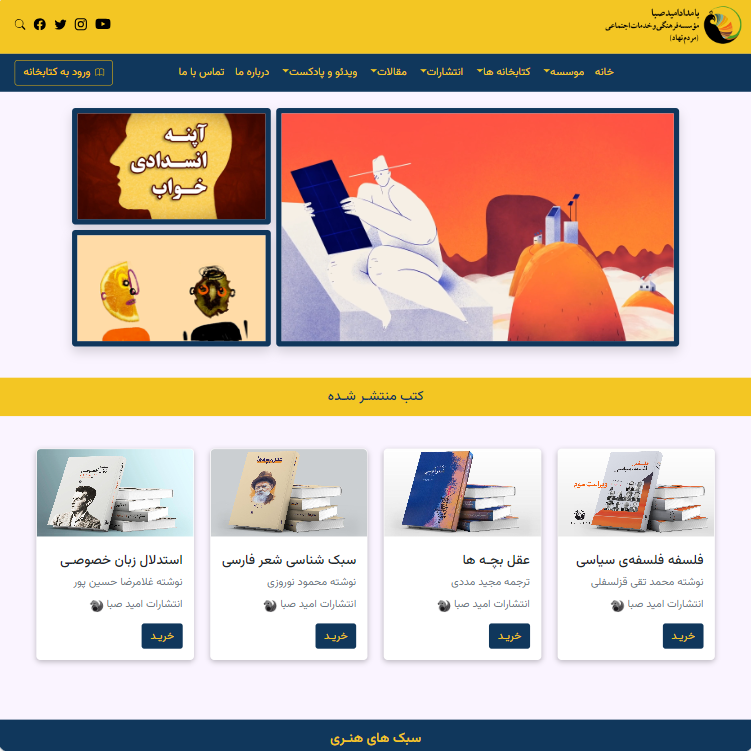 بامداد امید صبا
مؤسسه فرهنگی و خدمات اجتماعی
(مردم نهاد)
خانه
موسسه
کتابخانه ها
انتشارات
مقالات
ویدئو و پادکست
درباره ما
تماس با ما
ورود به کتابخانه
آپنه
انسدادی
خواب
کتب منتشر شده
ویراست سوم
فلسفه فلسفه‌ی سیاسی
نوشته محمد تقی قزلسفلی
انتشارات امید صبا
خرید
عقل بچه ها
ترجمه مجید مددی
انتشارات امید صبا
خرید
سبک شناسی شعر فارسی
نوشته محمود نوروزی
انتشارات امید صبا
خرید
استدلال زبان خصوصی
نوشته غلامرضا حسین پور
انتشارات امید صبا
خرید
سبک های هنری